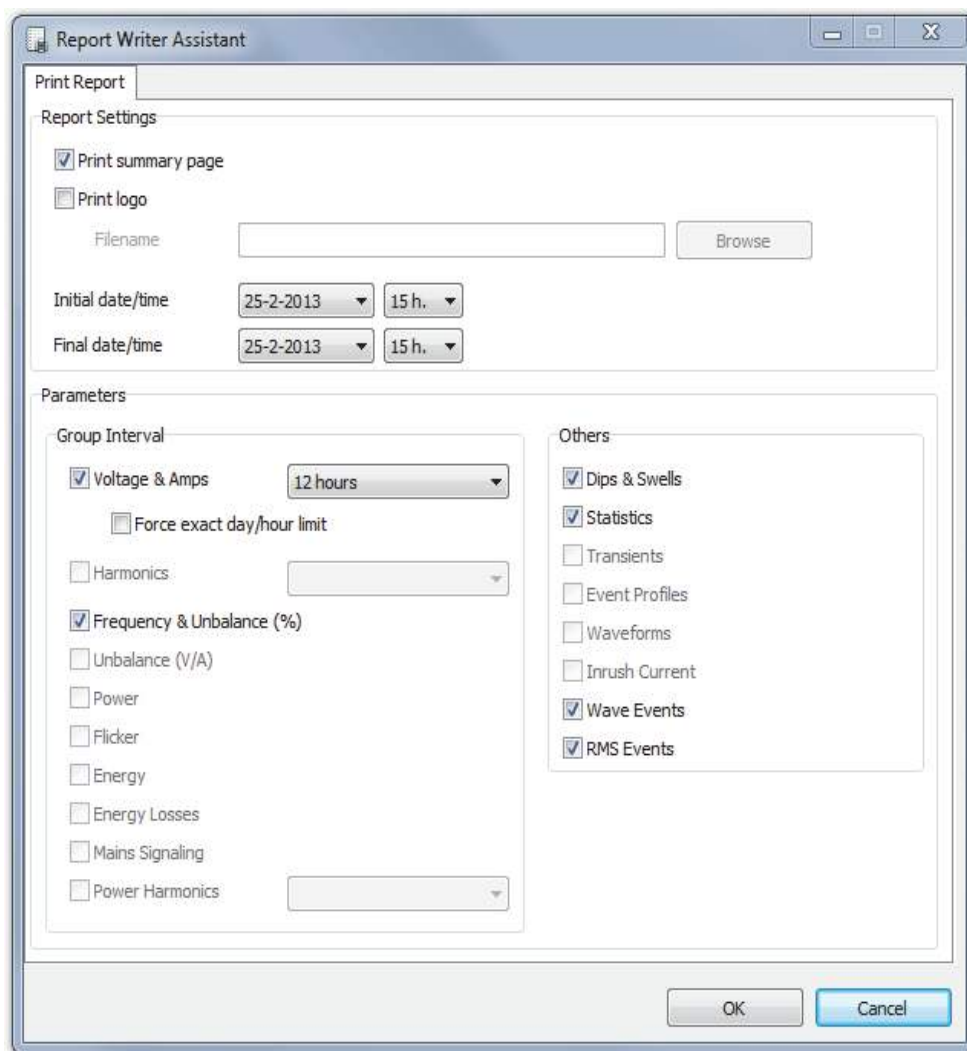 Report Writer Assistant
Print Report
Report Settings
Print summary page
Print logo
Filename
Browse
Initial date/time
25-2-2013
15 h.
Final date/time
25-2-2013
15 h.
Parameters
Group Interval
Voltage & Amps
12 hours
Force exact day/hour limit
Harmonics
Frequency & Unbalance (%)
Unbalance (V/A)
Power
Flicker
Energy
Energy Losses
Mains Signaling
Power Harmonics
Others
Dips & Swells
Statistics
Transients
Event Profiles
Waveforms
Inrush Current
Wave Events
RMS Events
OK
Cancel